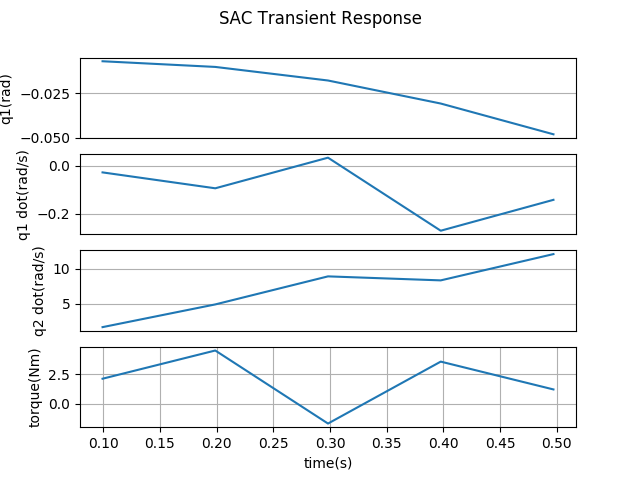 SAC Transient Response
q1(rad)
−0.025
−0.050
q1 dot(rad/s)
0.0
−0.2
q2 dot(rad/s)
10
5
torque(Nm)
2.5
0.0
0.10 0.15 0.20 0.25 0.30 0.35 0.40 0.45 0.50
time(s)